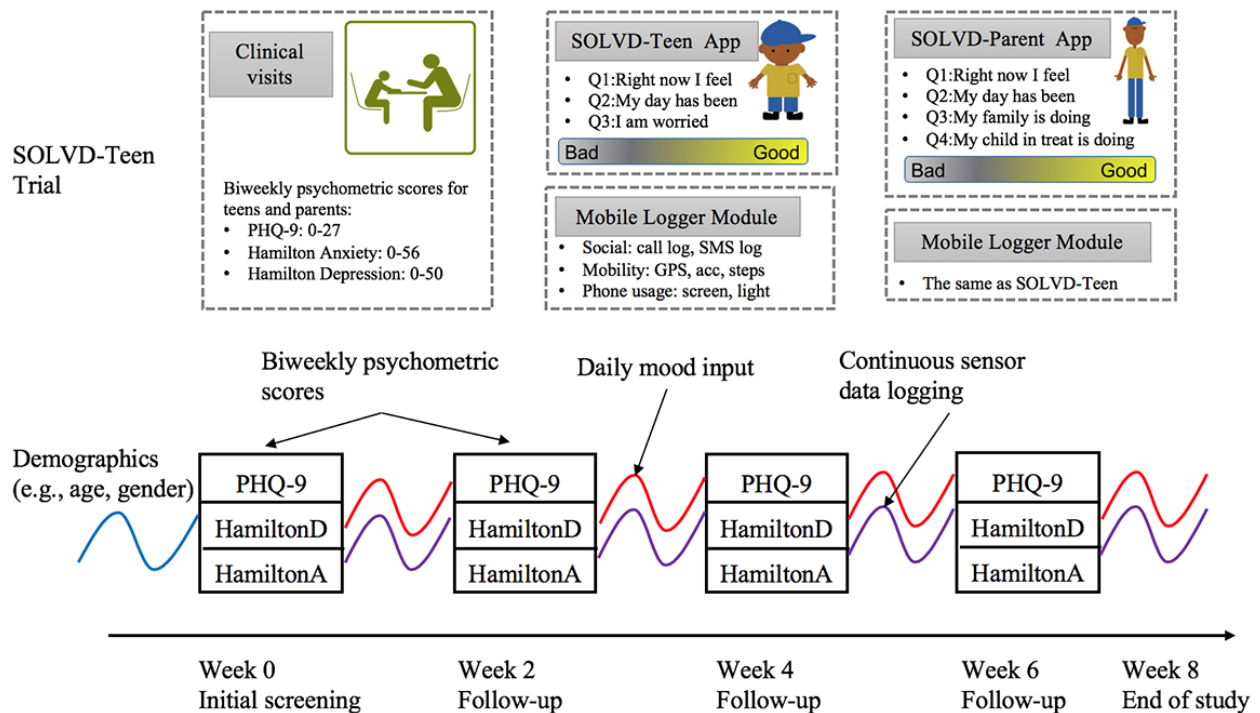 SOLVD-Teen
Trial
Clinical
visits
Biweekly psychometric scores for
teens and parents:
• PHQ-9: 0-27
• Hamilton Anxiety: 0-56
• Hamilton Depression: 0-50
SOLVD-Teen App
• Q1:Right now I feel
• Q2:My day has been
• Q3:I am worried
Bad Good
Mobile Logger Module
• Social: call log, SMS log
• Mobility: GPS, acc, steps
• Phone usage: screen, light
SOLVD-Parent App
• Q1:Right now I feel
• Q2:My day has been
• Q3:My family is doing
• Q4:My child in treat is doing
Bad Good
Mobile Logger Module
• The same as SOLVD-Teen
Biweekly psychometric
scores
Daily mood input
Continuous sensor
data logging
Demographics
(e.g., age, gender)
PHQ-9
HamiltonD
HamiltonA
PHQ-9
HamiltonD
HamiltonA
PHQ-9
HamiltonD
HamiltonA
PHQ-9
HamiltonD
HamiltonA
Week 0
Initial screening
Week 2
Follow-up
Week 4
Follow-up
Week 6
Follow-up
Week 8
End of study